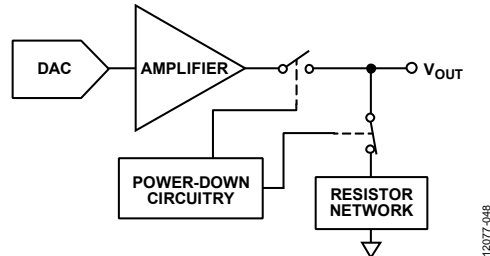 DAC
AMPLIFIER
VOUT
POWER-DOWN
CIRCUITRY
RESISTOR
NETWORK
12077-048